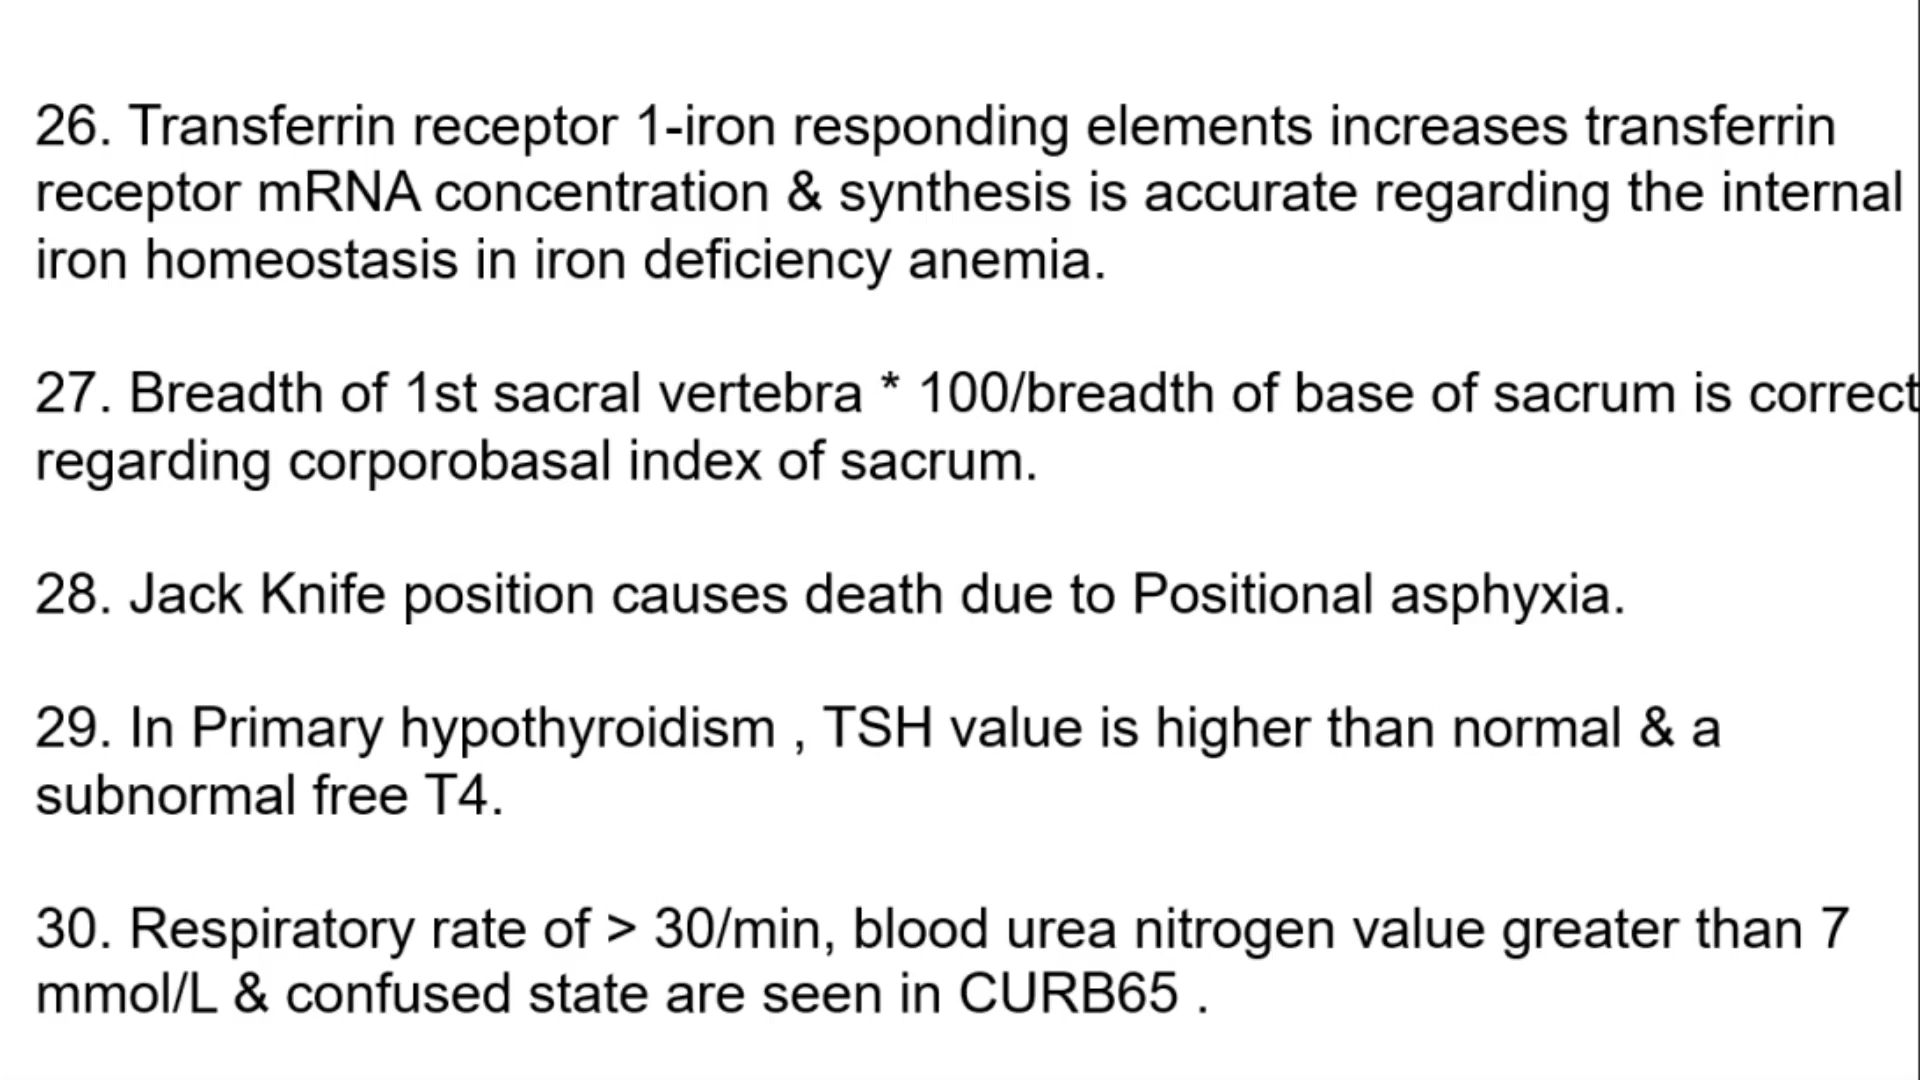 26. Transferrin receptor 1-iron responding elements increases transferrin
receptor mRNA concentration & synthesis is accurate regarding the internal
iron homeostasis in iron deficiency anemia.
27. Breadth of 1st sacral vertebra * 100/breadth of base of sacrum is correct
regarding corporobasal index of sacrum.
28. Jack Knife position causes death due to Positional asphyxia.
29. In Primary hypothyroidism , TSH value is higher than normal & a
subnormal free T4.
30. Respiratory rate of > 30/min, blood urea nitrogen value greater than 7
mmol/L & confused state are seen in CURB65 .